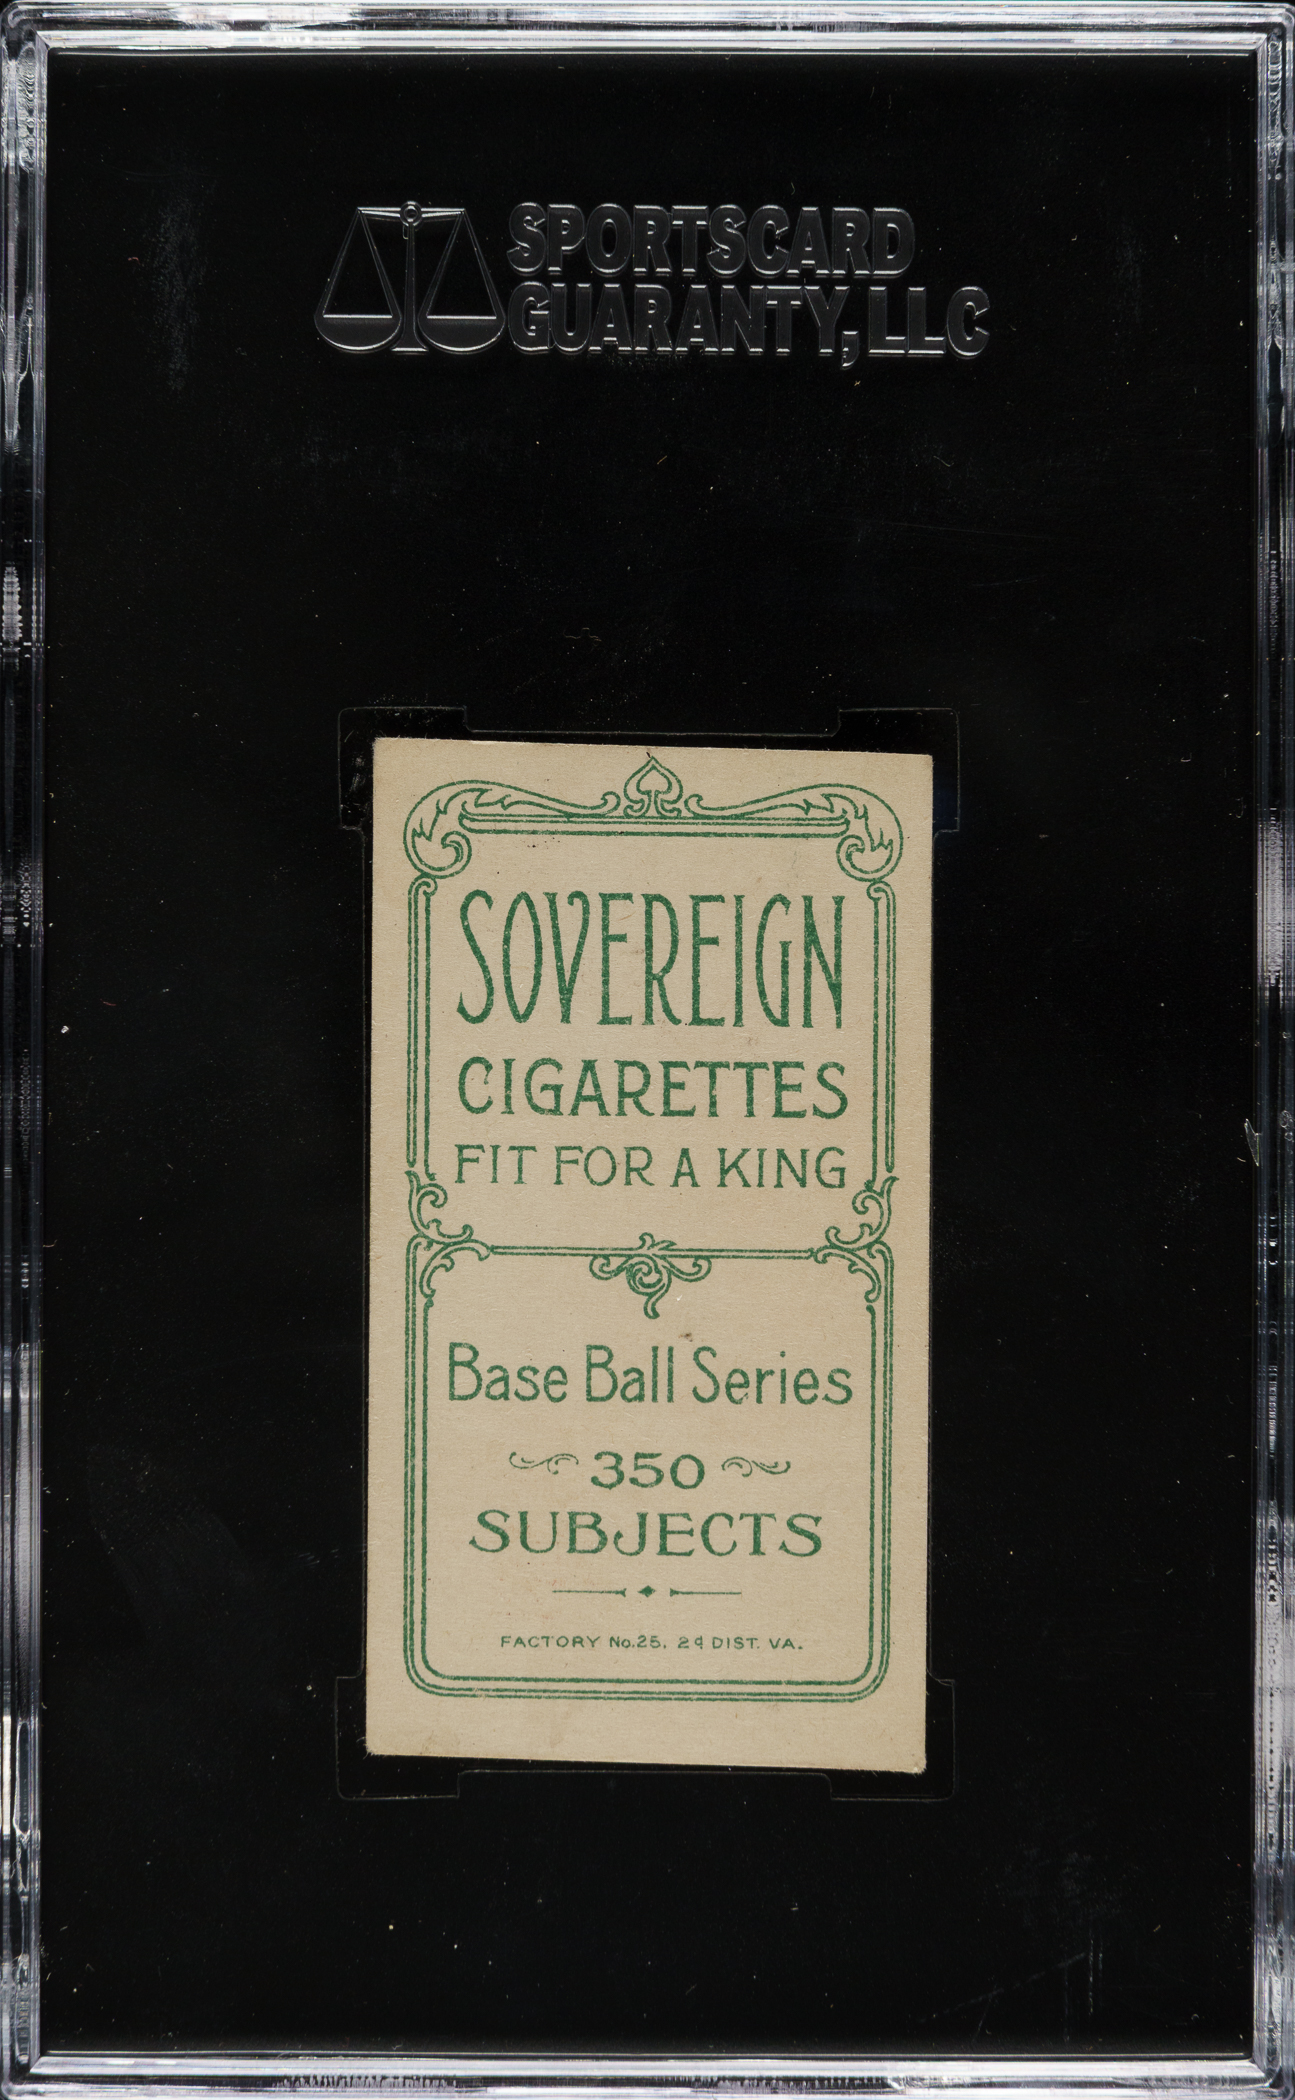 SPORTSCARD
GUARANTY, LLC
SOVEREIGN
CIGARETTES
FIT FOR A KING
Base Ball Series
350
SUBJECTS
FACTORY No.25. 2d DIST. VA.